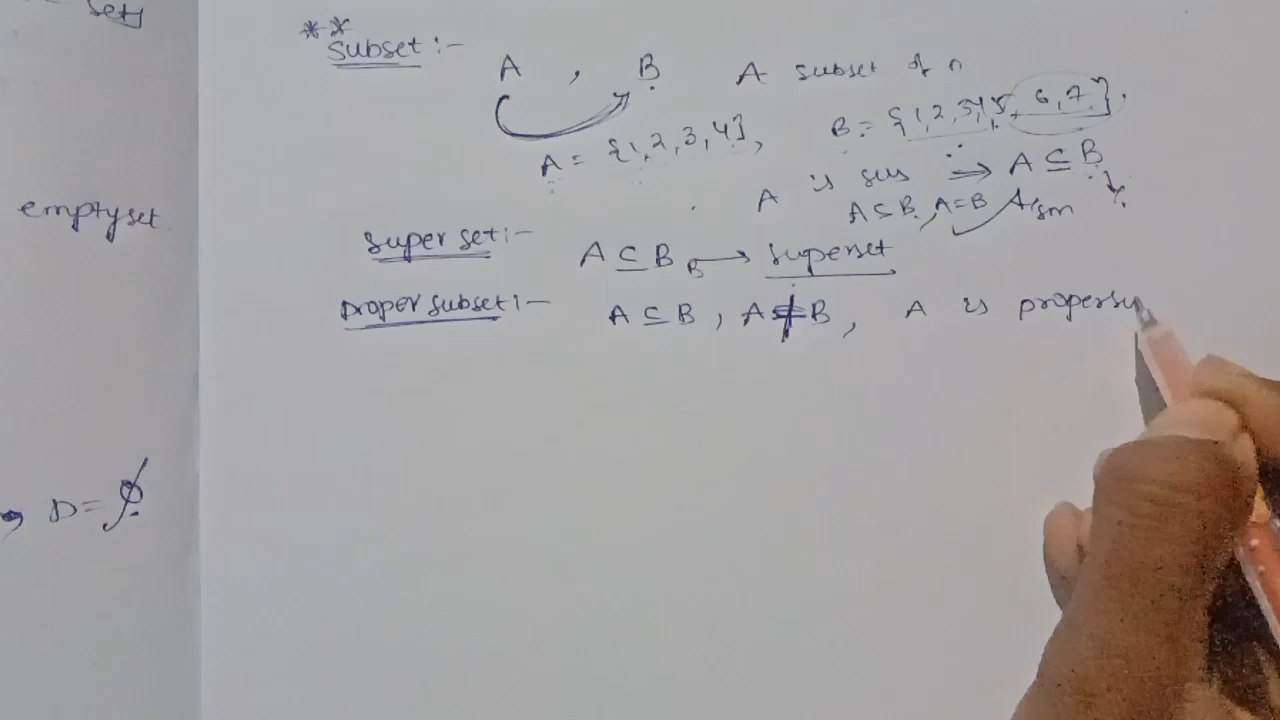 sets
emptyset
, D = ∅.
**
Subset :-
A , B A subset of n
A = {1, 2, 3, 4}, B = {1, 2, 3, 4, 5, 6, 7}.
A is sus ∴ ⇒ A ⊆ B
A ⊆ B, A = B
Super set :- A ⊆ B B → superset
proper subset :- A ⊆ B, A ≠ B, A is propersu